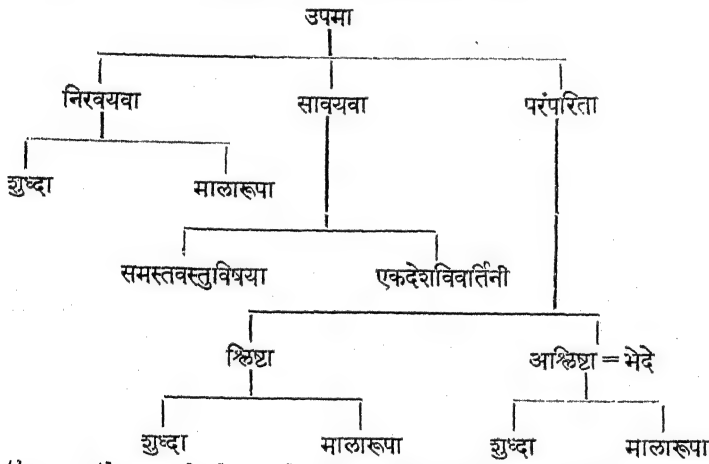 उपमा
निरवयवा सावयवा परंपरिता
शुध्दा मालारूपा
समस्तवस्तुविषया एकदेशविवर्तिनी
श्लिष्टा आश्लिष्टा = भेदे
शुध्दा मालारूपा शुध्दा मालारूपा